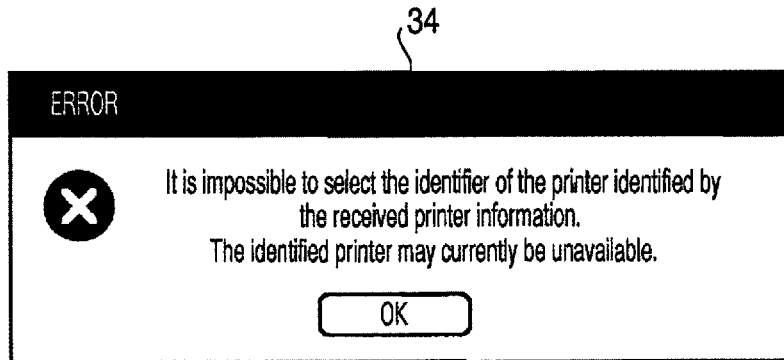 34
ERROR
It is impossible to select the identifier of the printer identified by
the received printer information.
The identified printer may currently be unavailable.
OK